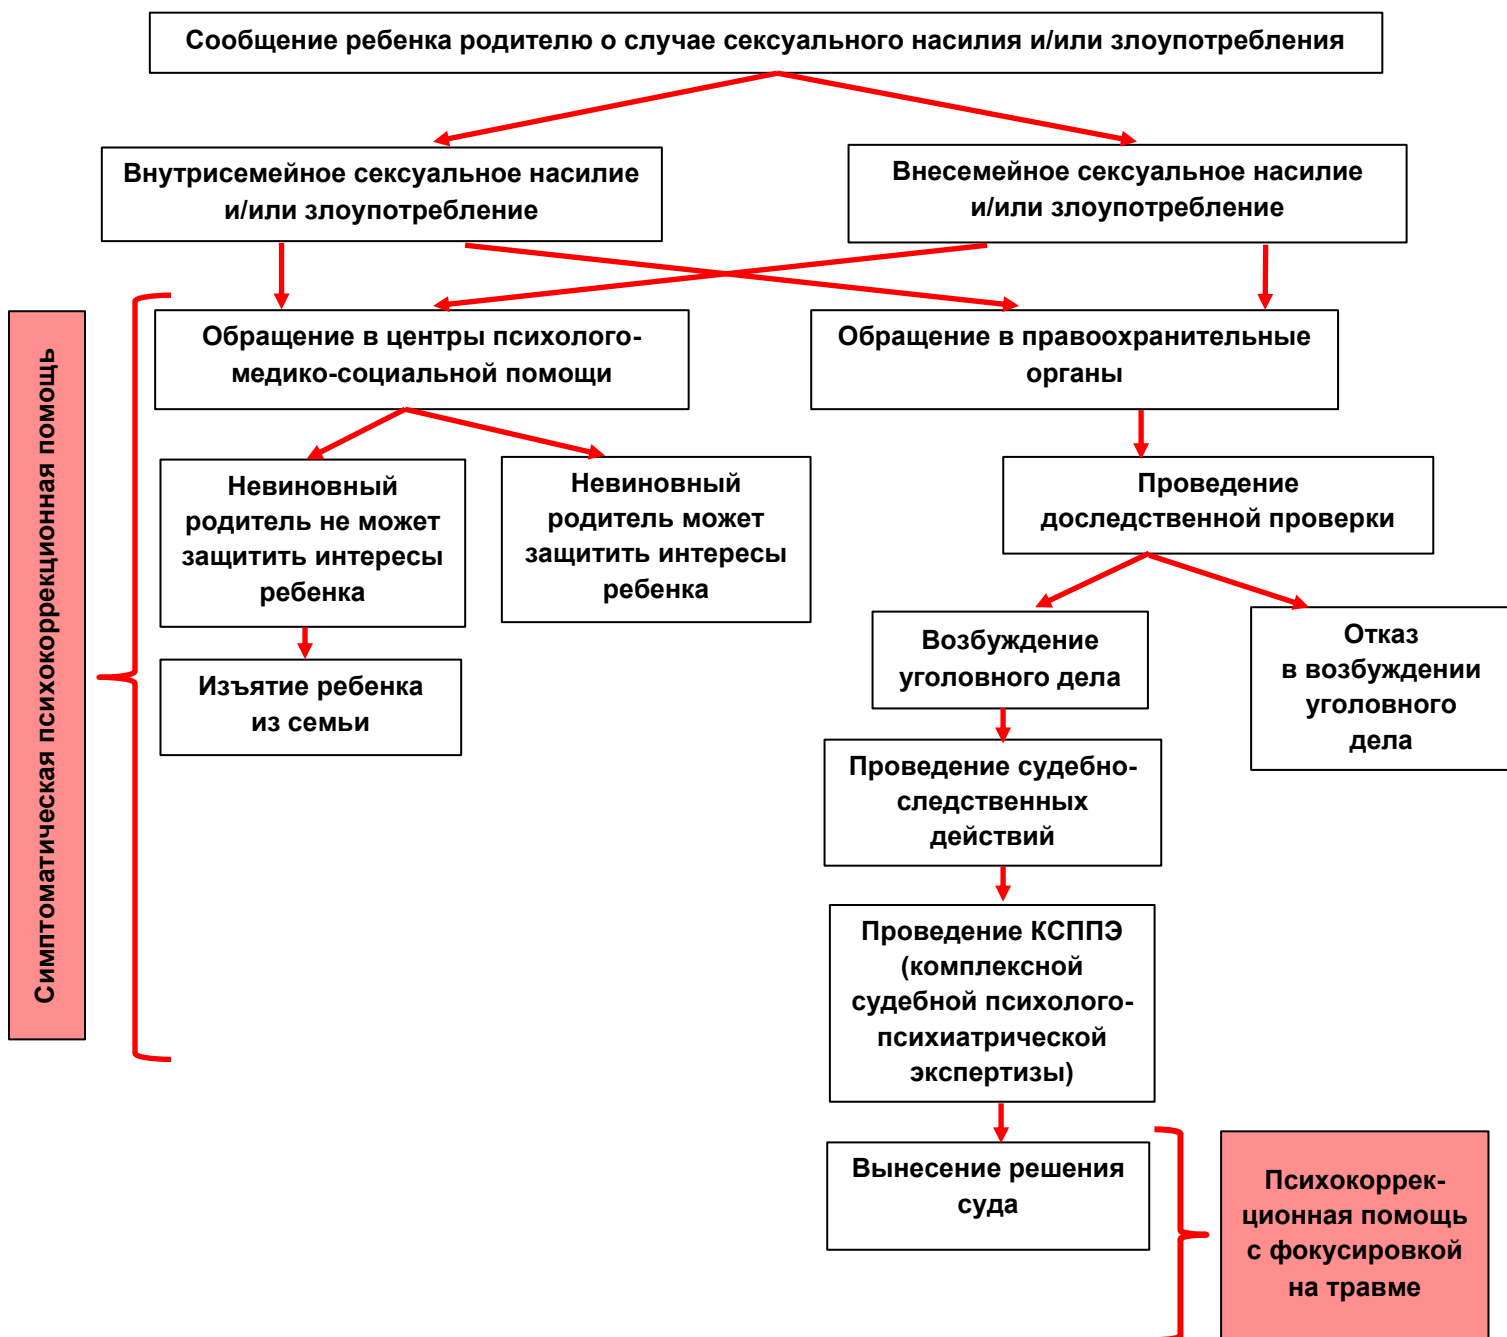 Сообщение ребенка родителю о случае сексуального насилия и/или злоупотребления
Внутрисемейное сексуальное насилие
и/или злоупотребление
Внесемейное сексуальное насилие
и/или злоупотребление
Симптоматическая психокоррекционная помощь
Обращение в центры психолого-
медико-социальной помощи
Обращение в правоохранительные
органы
Невиновный
родитель не может
защитить интересы
ребенка
Невиновный
родитель может
защитить интересы
ребенка
Проведение
доследственной проверки
Изъятие ребенка
из семьи
Возбуждение
уголовного дела
Отказ
в возбуждении
уголовного
дела
Проведение судебно-
следственных
действий
Проведение КСППЭ
(комплексной
судебной психолого-
психиатрической
экспертизы)
Вынесение решения
суда
Психокоррек-
ционная помощь
с фокусировкой
на травме